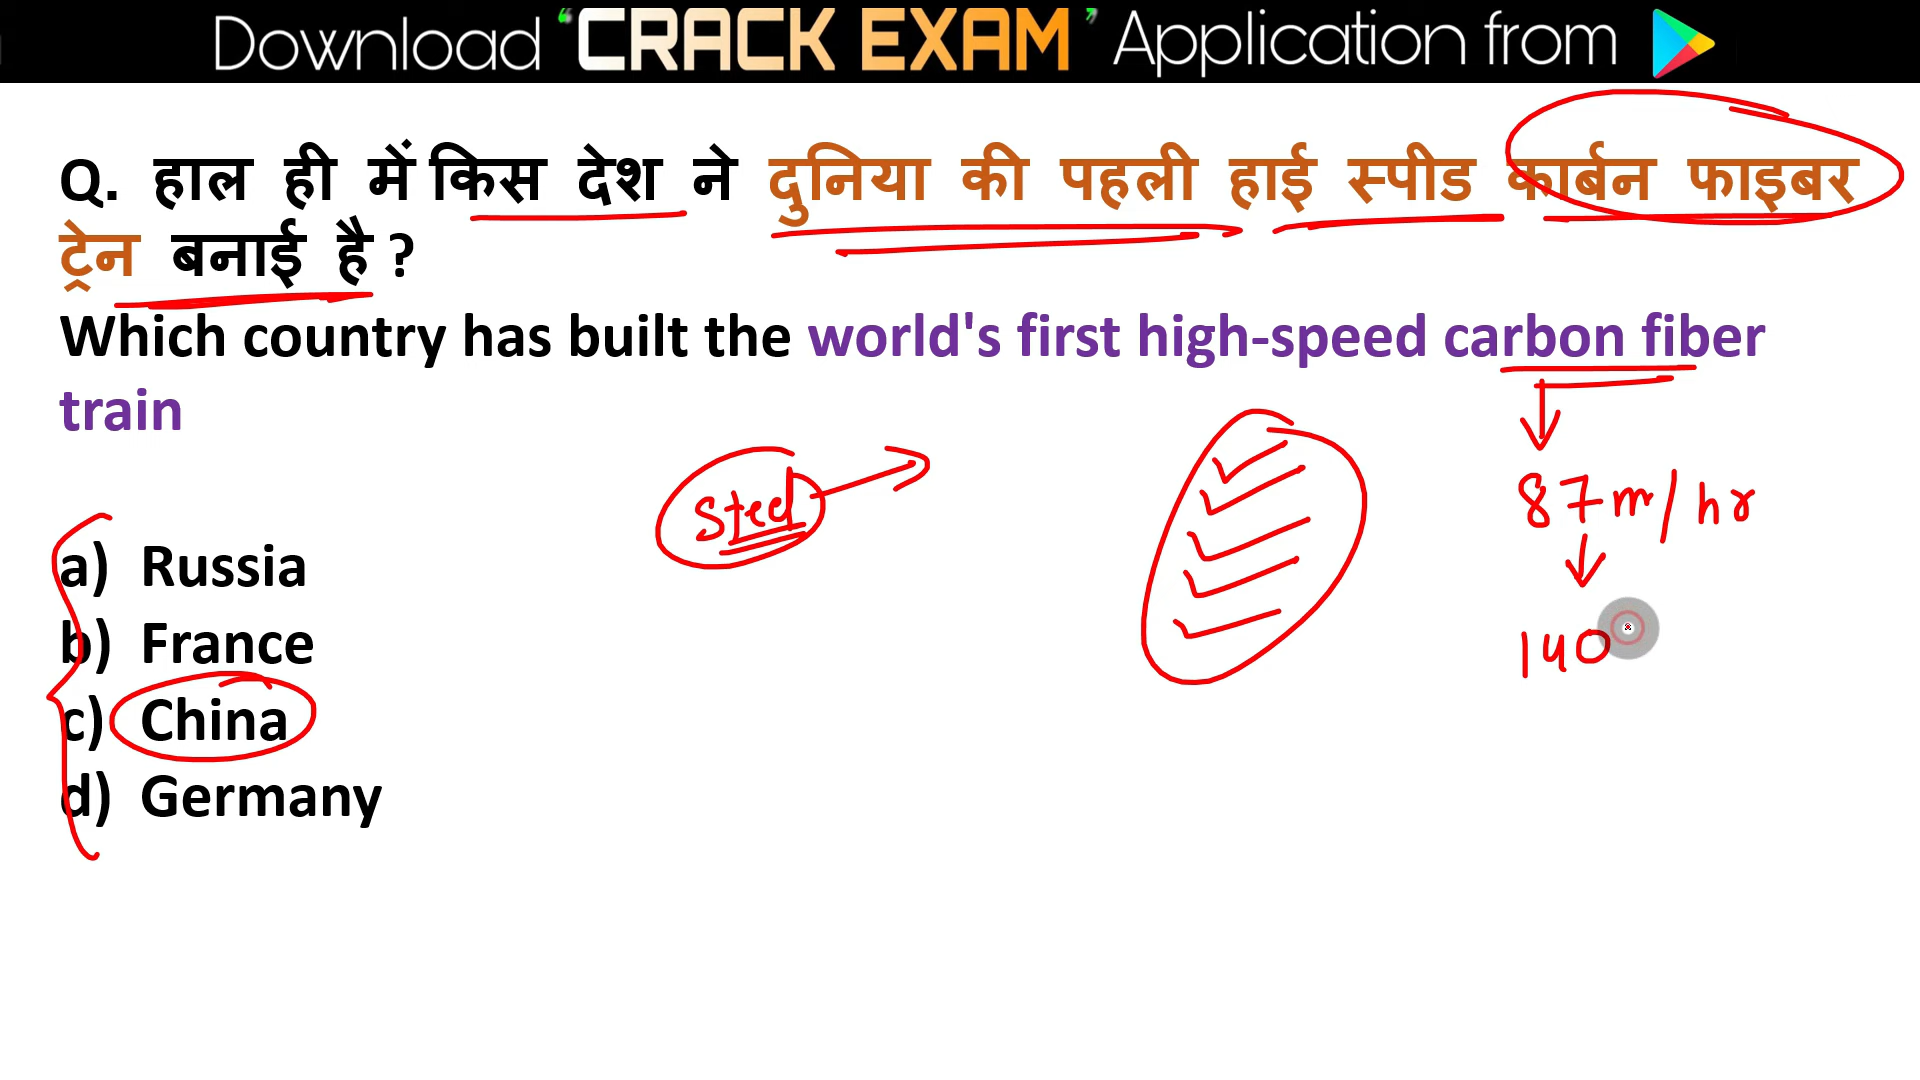 Download ‘CRACK EXAM’ Application from
Q. हाल ही में किस देश ने दुनिया की पहली हाई स्पीड कार्बन फाइबर
ट्रेन बनाई है ?
Which country has built the world's first high-speed carbon fiber
train
Steel
87 m/hr
140
a) Russia
b) France
c) China
d) Germany